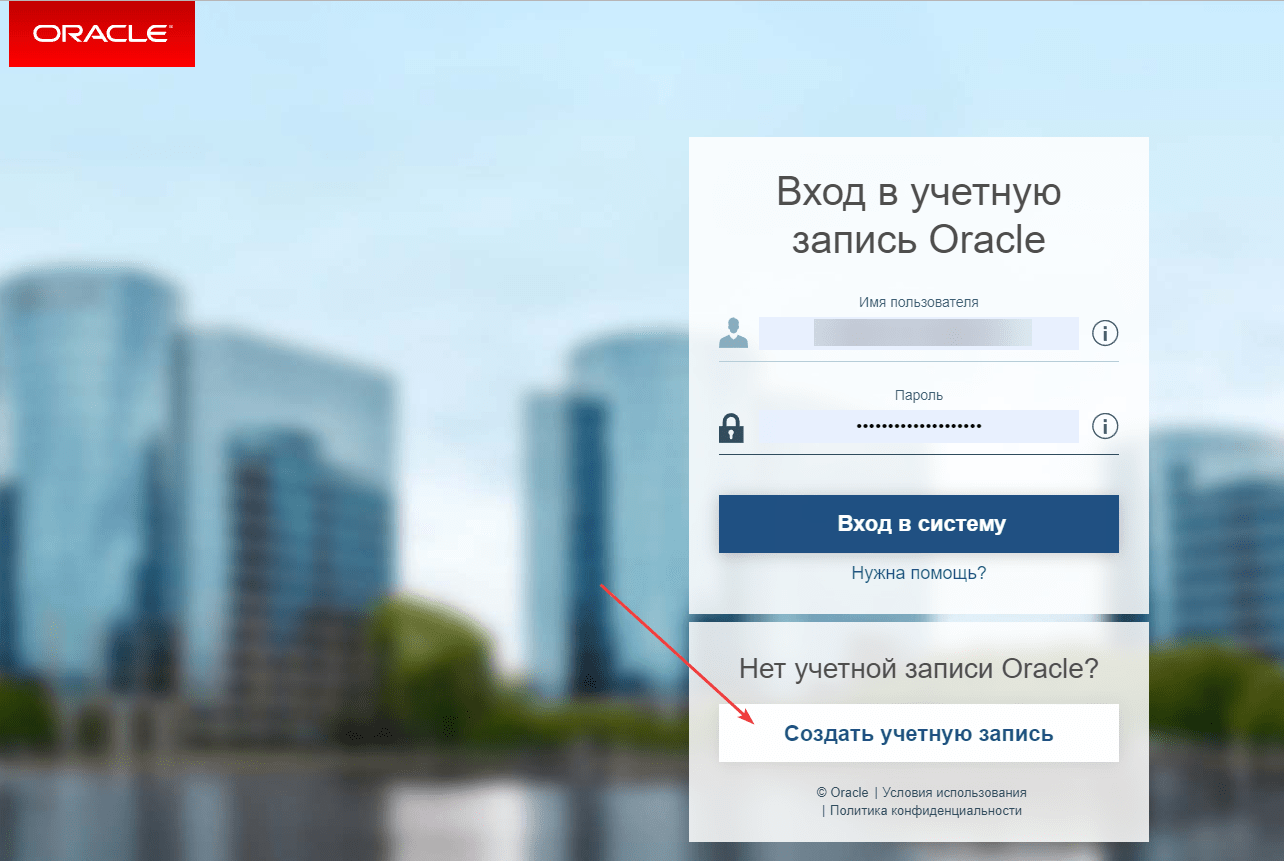 ORACLE
Вход в учетную
запись Oracle
Имя пользователя
Пароль
Вход в систему
Нужна помощь?
Нет учетной записи Oracle?
Создать учетную запись
© Oracle | Условия использования
| Политика конфиденциальности